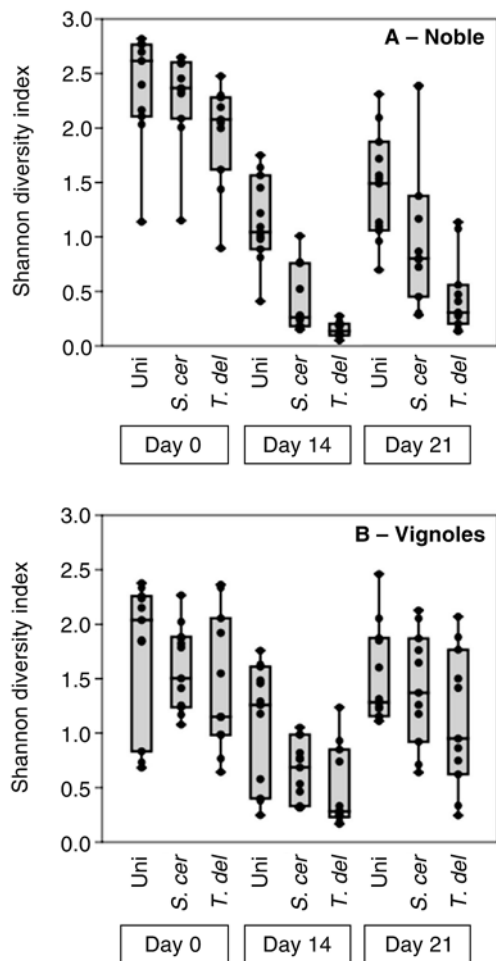 A – Noble
Shannon diversity index
3.0
2.5
2.0
1.5
1.0
0.5
0.0
Uni S. cer T. del Uni S. cer T. del Uni S. cer T. del
Day 0 Day 14 Day 21
B – Vignoles
Shannon diversity index
3.0
2.5
2.0
1.5
1.0
0.5
0.0
Uni S. cer T. del Uni S. cer T. del Uni S. cer T. del
Day 0 Day 14 Day 21